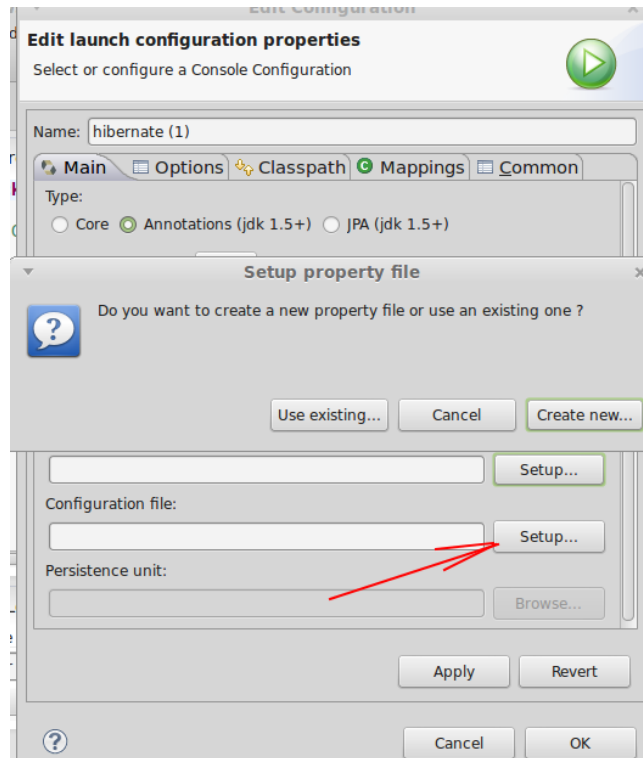 Edit Configuration
Edit launch configuration properties
Select or configure a Console Configuration
Name: hibernate (1)
Main Options Classpath Mappings Common
Type:
Core Annotations (jdk 1.5+) JPA (jdk 1.5+)
Setup property file
Do you want to create a new property file or use an existing one ?
Use existing... Cancel Create new...
Setup...
Configuration file:
Setup...
Persistence unit:
Browse...
Apply Revert
Cancel OK